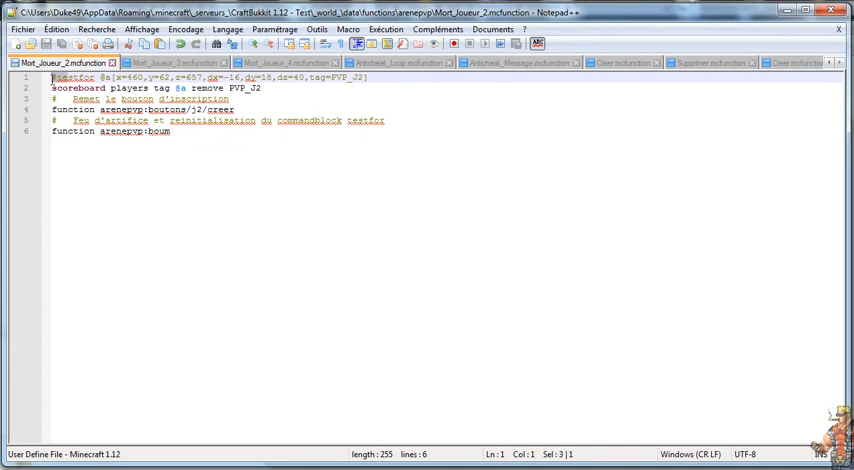 C:\Users\Duke49\AppData\Roaming\.minecraft\_serveurs_\CraftBukkit 1.12 - Test\_world_\data\functions\arenepvp\Mort_Joueur_2.mcfunction - Notepad++
Fichier Édition Recherche Affichage Encodage Langage Paramétrage Outils Macro Exécution Compléments Documents ? X
Mort_Joueur_2.mcfunction Mort_Joueur_3.mcfunction Mort_Joueur_4.mcfunction Anticheat_Loop.mcfunction Anticheat_Message.mcfunction Creer.mcfunction Supprimer.mcfunction Creer.mcfunction
1 #testfor @a[x=460,y=62,z=657,dx=-16,dy=18,dz=40,tag=PVP_J2]
2 scoreboard players tag @a remove PVP_J2
3 # Remet le bouton d'inscription
4 function arenepvp:boutons/j2/creer
5 # Feu d'artifice et reinitialisation du commandblock testfor
6 function arenepvp:boum
User Define File - Minecraft 1.12 length : 255 lines : 6 Ln : 1 Col : 1 Sel : 3 | 1 Windows (CR LF) UTF-8 INS